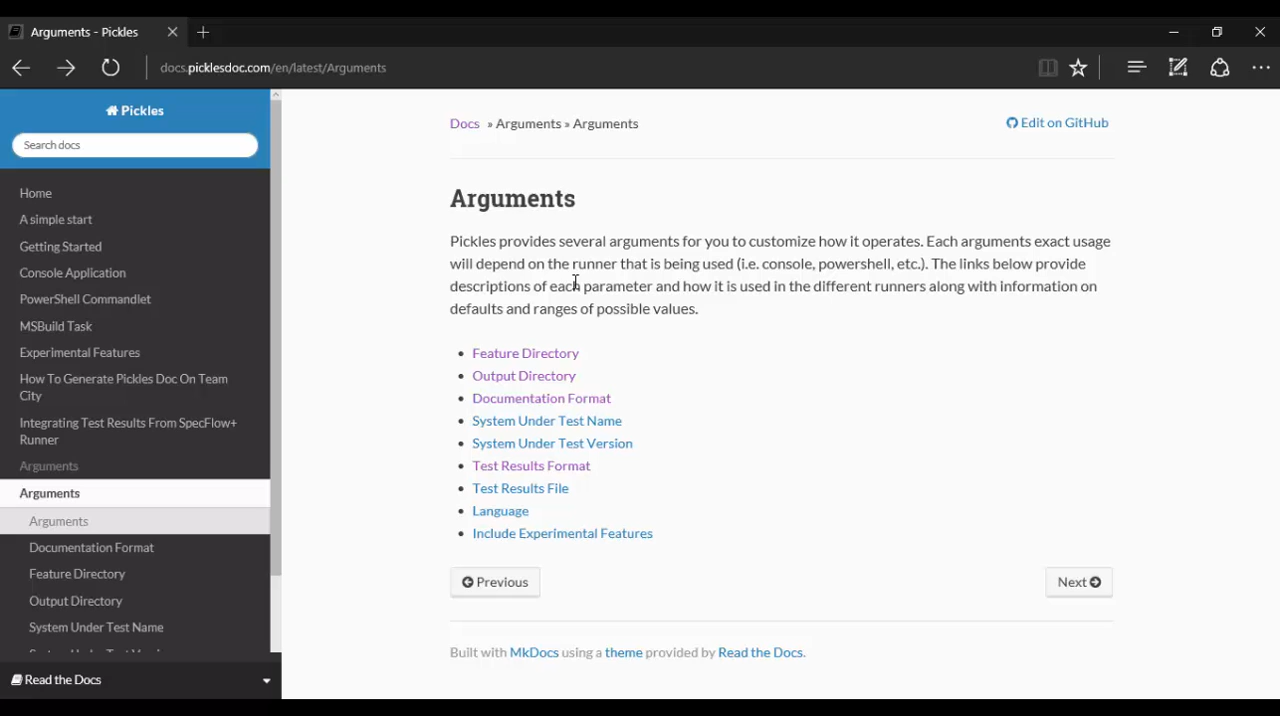 Arguments - Pickles
docs.picklesdoc.com/en/latest/Arguments
Pickles
Search docs
Home
A simple start
Getting Started
Console Application
PowerShell Commandlet
MSBuild Task
Experimental Features
How To Generate Pickles Doc On Team
City
Integrating Test Results From SpecFlow+
Runner
Arguments
Arguments
Arguments
Documentation Format
Feature Directory
Output Directory
System Under Test Name
Read the Docs
Docs » Arguments » Arguments
Edit on GitHub
Arguments
Pickles provides several arguments for you to customize how it operates. Each arguments exact usage
will depend on the runner that is being used (i.e. console, powershell, etc.). The links below provide
descriptions of each parameter and how it is used in the different runners along with information on
defaults and ranges of possible values.
• Feature Directory
• Output Directory
• Documentation Format
• System Under Test Name
• System Under Test Version
• Test Results Format
• Test Results File
• Language
• Include Experimental Features
Previous
Next
Built with MkDocs using a theme provided by Read the Docs.